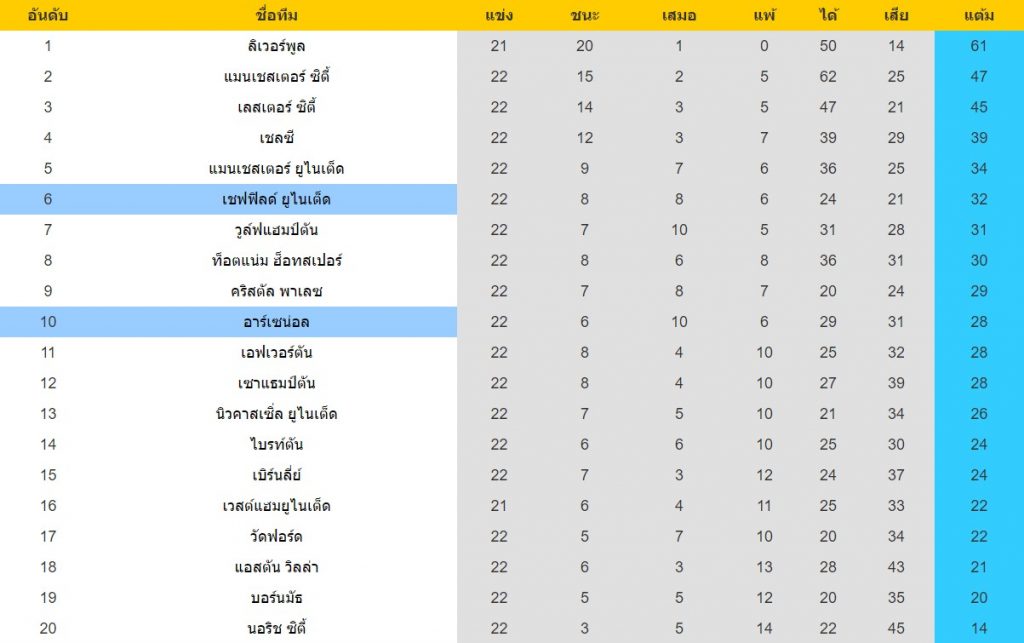 อันดับ ชื่อทีม แข่ง ชนะ เสมอ แพ้ ได้ เสีย แต้ม
1 ลิเวอร์พูล 21 20 1 0 50 14 61
2 แมนเชสเตอร์ ซิตี้ 22 15 2 5 62 25 47
3 เลสเตอร์ ซิตี้ 22 14 3 5 47 21 45
4 เชลซี 22 12 3 7 39 29 39
5 แมนเชสเตอร์ ยูไนเต็ด 22 9 7 6 36 25 34
6 เชฟฟิลด์ ยูไนเต็ด 22 8 8 6 24 21 32
7 วูล์ฟแฮมป์ตัน 22 7 10 5 31 28 31
8 ท็อตแน่ม ฮ็อทสเปอร์ 22 8 6 8 36 31 30
9 คริสตัล พาเลซ 22 7 8 7 20 24 29
10 อาร์เซน่อล 22 6 10 6 29 31 28
11 เอฟเวอร์ตัน 22 8 4 10 25 32 28
12 เซาแธมป์ตัน 22 8 4 10 27 39 28
13 นิวคาสเซิ่ล ยูไนเต็ด 22 7 5 10 21 34 26
14 ไบรท์ตัน 22 6 6 10 25 30 24
15 เบิร์นลี่ย์ 22 7 3 12 24 37 24
16 เวสต์แฮมยูไนเต็ด 21 6 4 11 25 33 22
17 วัดฟอร์ด 22 5 7 10 20 34 22
18 แอสตัน วิลล่า 22 6 3 13 28 43 21
19 บอร์นมัธ 22 5 5 12 20 35 20
20 นอริช ซิตี้ 22 3 5 14 22 45 14